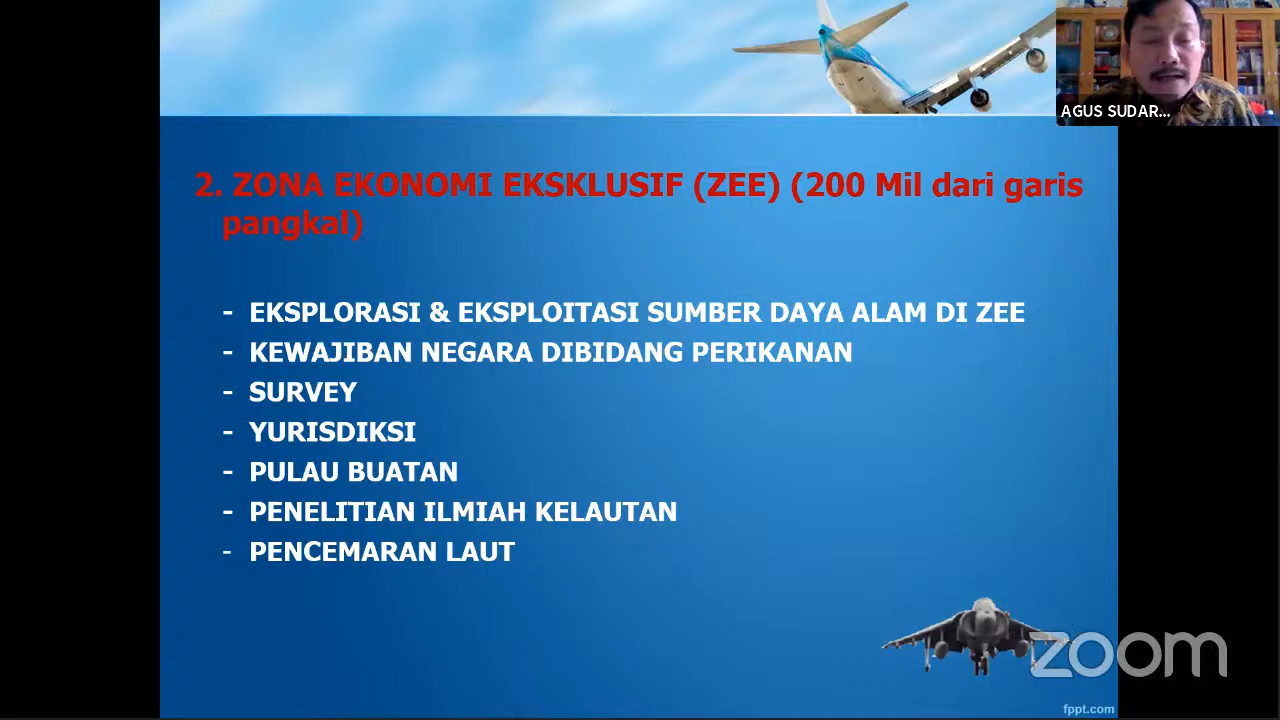 AGUS SUDAR...
2. ZONA EKONOMI EKSKLUSIF (ZEE) (200 Mil dari garis
pangkal)
- EKSPLORASI & EKSPLOITASI SUMBER DAYA ALAM DI ZEE
- KEWAJIBAN NEGARA DIBIDANG PERIKANAN
- SURVEY
- YURISDIKSI
- PULAU BUATAN
- PENELITIAN ILMIAH KELAUTAN
- PENCEMARAN LAUT
zoom
fppt.com